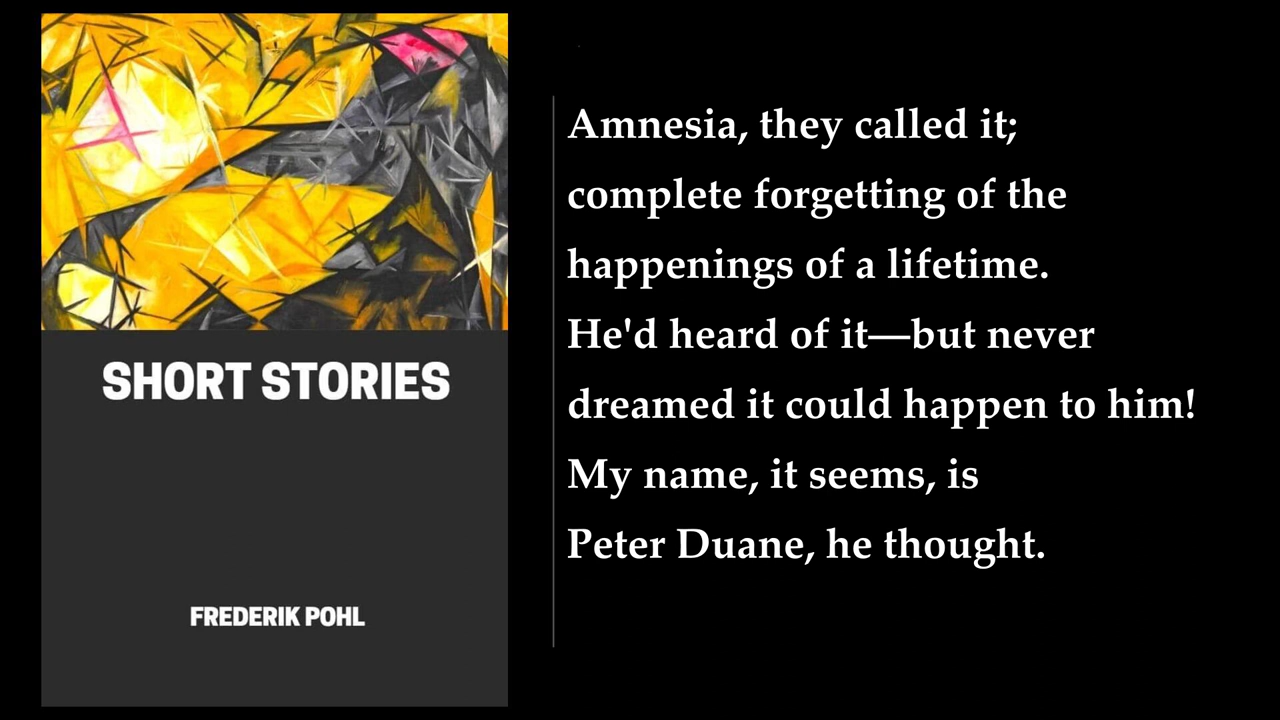 SHORT STORIES
FREDERIK POHL
Amnesia, they called it;
complete forgetting of the
happenings of a lifetime.
He'd heard of it—but never
dreamed it could happen to him!
My name, it seems, is
Peter Duane, he thought.